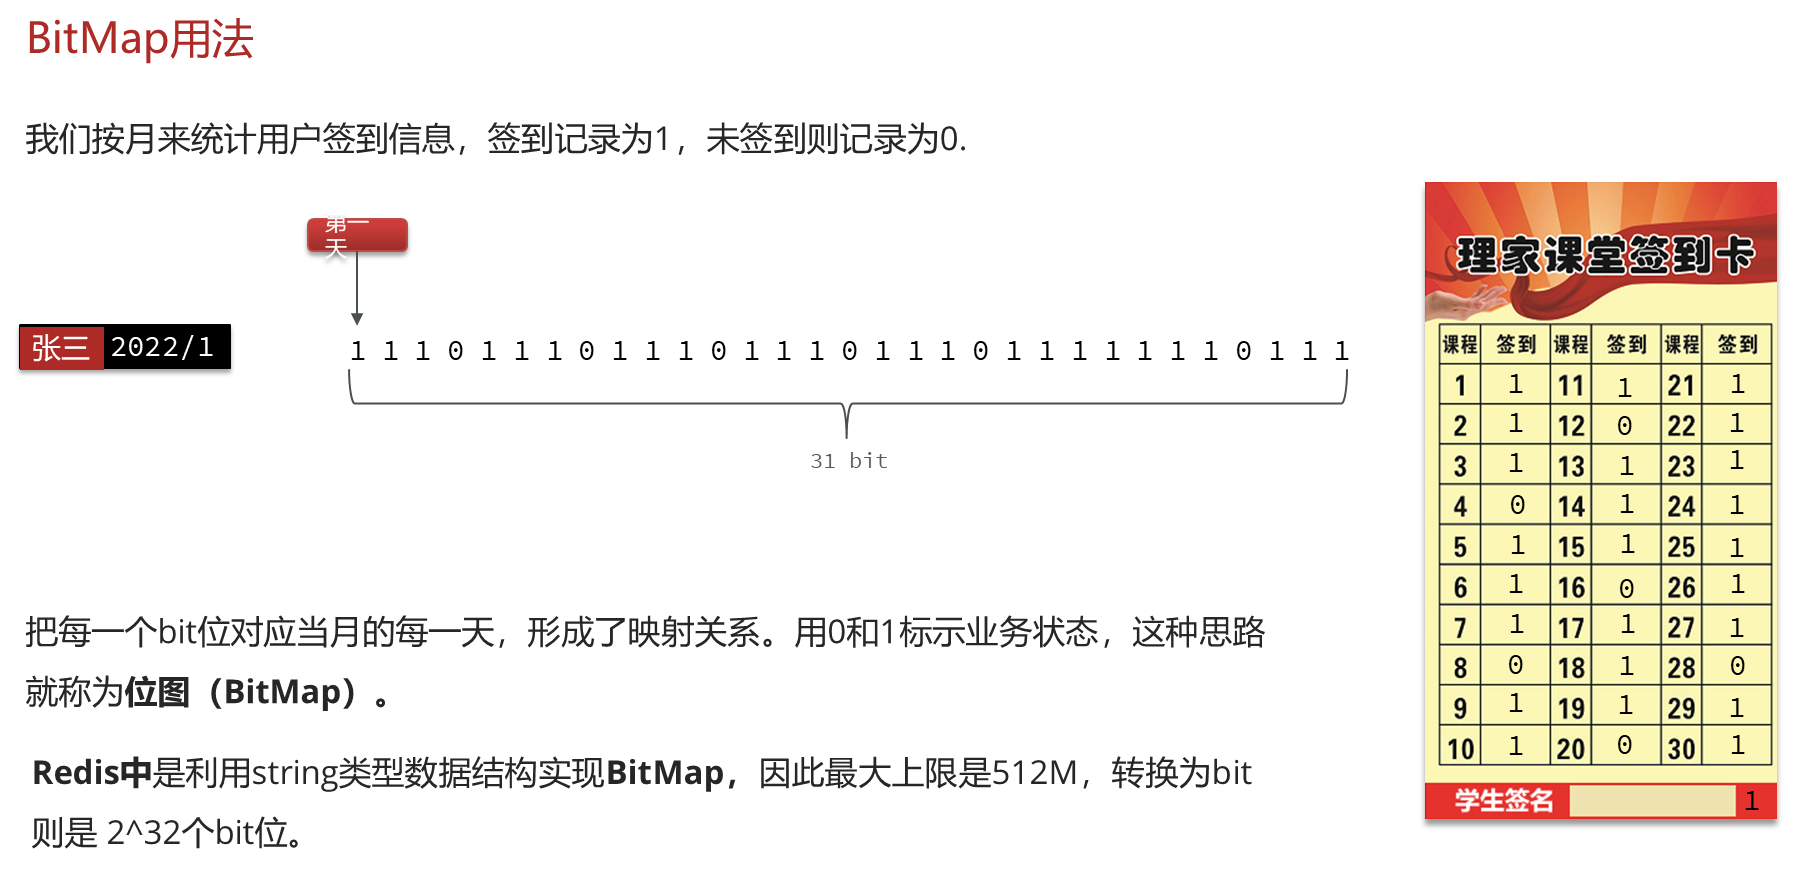 BitMap用法
我们按月来统计用户签到信息，签到记录为1，未签到则记录为0.
第一
天
张三 2022/1
1 1 1 0 1 1 1 0 1 1 1 0 1 1 1 0 1 1 1 0 1 1 1 1 1 1 1 0 1 1 1
31 bit
把每一个bit位对应当月的每一天，形成了映射关系。用0和1标示业务状态，这种思路
就称为位图（BitMap）。
Redis中是利用string类型数据结构实现BitMap，因此最大上限是512M，转换为bit
则是 2^32个bit位。
理家课堂签到卡
课程 签到 课程 签到 课程 签到
1 1 11 1 21 1
2 1 12 0 22 1
3 1 13 1 23 1
4 0 14 1 24 1
5 1 15 1 25 1
6 1 16 0 26 1
7 1 17 1 27 1
8 0 18 1 28 0
9 1 19 1 29 1
10 1 20 0 30 1
学生签名 1